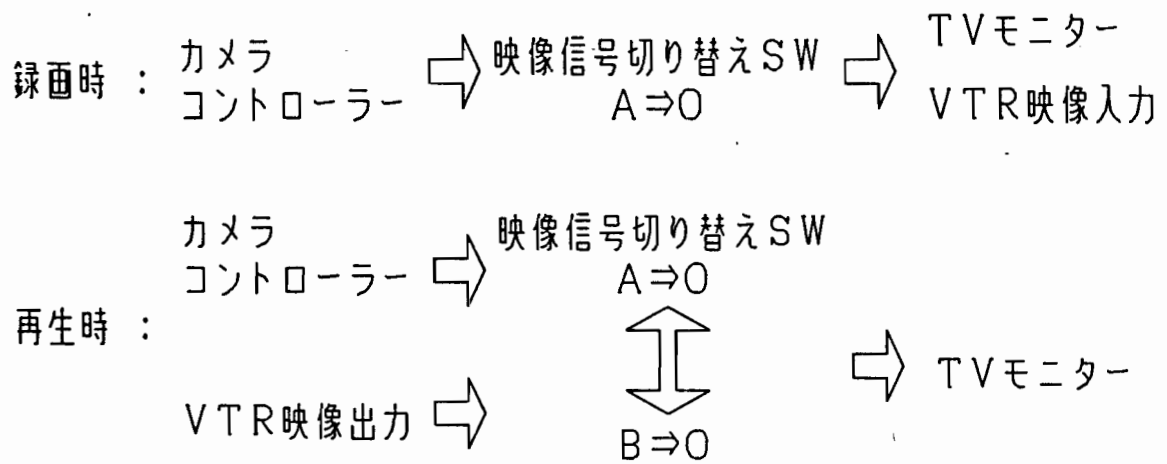 録画時 : カメラ
コントローラー
映像信号切り替えSW
A⇒O
TVモニター
VTR映像入力
再生時 :
カメラ
コントローラー
映像信号切り替えSW
A⇒O
VTR映像出力
B⇒O
TVモニター